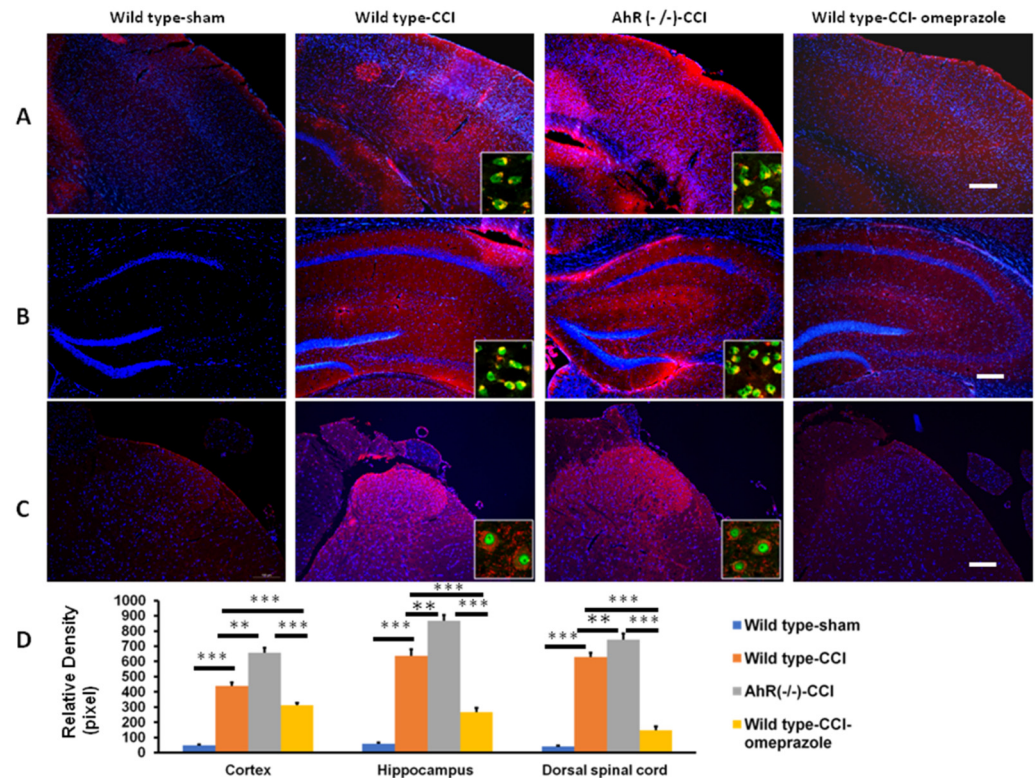 Wild type-sham
Wild type-CCI
AhR (- /-)-CCI
Wild type-CCI- omeprazole
A
B
C
D
Relative Density
(pixel)
1000
900
800
700
600
500
400
300
200
100
0
***
**
***
***
***
**
***
***
***
**
***
***
Cortex
Hippocampus
Dorsal spinal cord
Wild type-sham
Wild type-CCI
AhR(-/-)-CCI
Wild type-CCI-
omeprazole